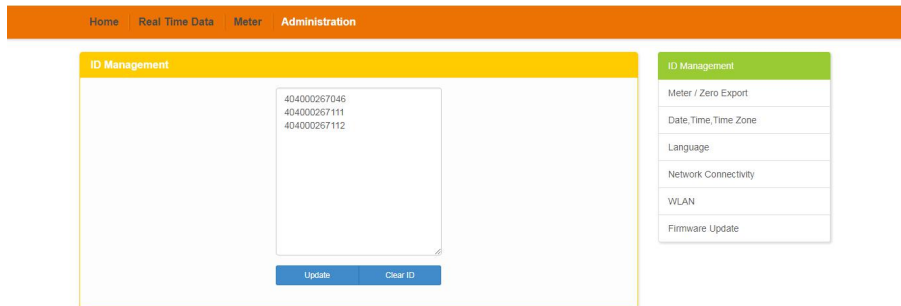 Home Real Time Data Meter Administration
ID Management
404000267046
404000267111
404000267112
Update Clear ID
ID Management
Meter / Zero Export
Date,Time,Time Zone
Language
Network Connectivity
WLAN
Firmware Update